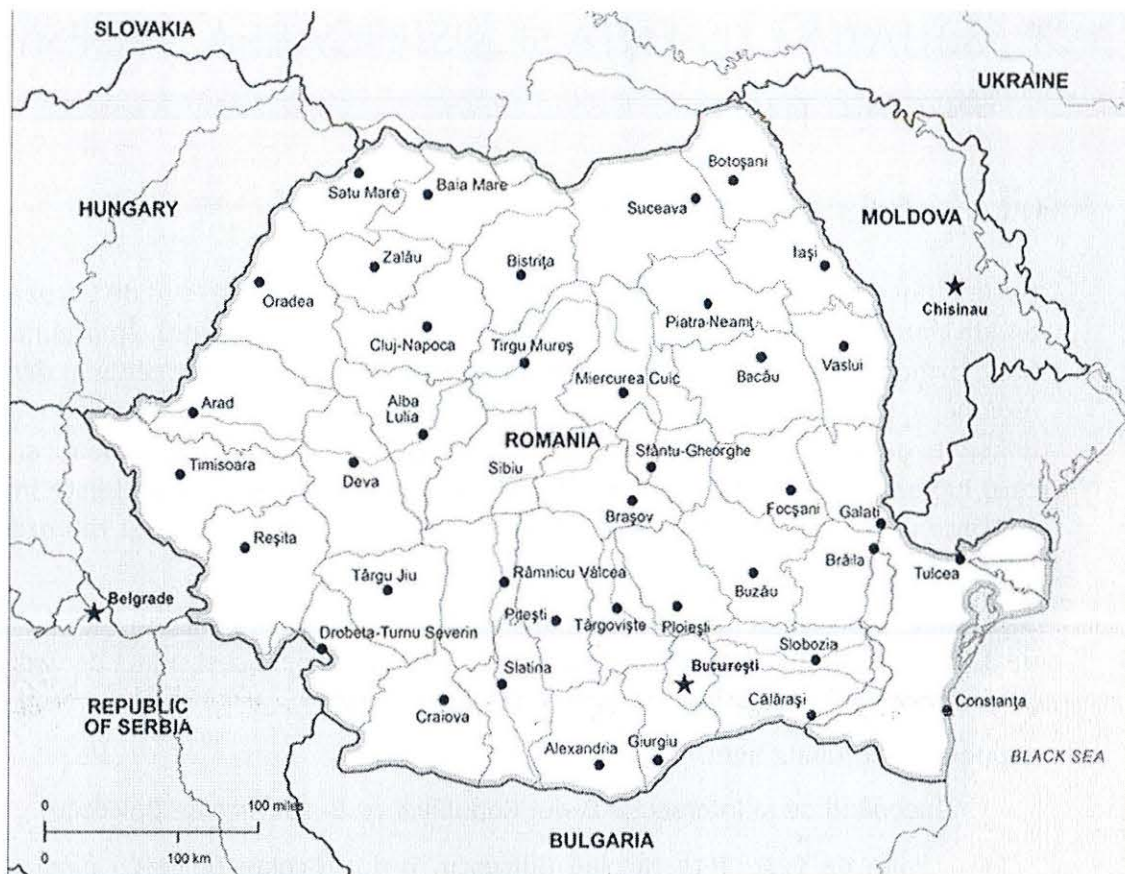 SLOVAKIA
UKRAINE
Botoşani
Satu Mare
Baia Mare
Suceava
HUNGARY
MOLDOVA
Zalău
Bistriţa
Iaşi
Oradea
Chisinau
Piatra-Neamţ
Cluj-Napoca
Tirgu Mureş
Vaslui
Miercurea Cuic
Bacău
Arad
Alba
Lulia
ROMANIA
Sfântu-Gheorghe
Timisoara
Sibiu
Deva
Braşov
Focşani
Galati
Reşita
Brăila
Tulcea
Târgu Jiu
Râmnicu Vâlcea
Buzău
Belgrade
Piteşti
Târgovişte
Ploieşti
Drobeta-Turnu Severin
Slobozia
Slatina
Bucureşti
REPUBLIC
OF SERBIA
Craiova
Călăraşi
Constanţa
Alexandria
Giurgiu
BLACK SEA
0
100 miles
0
100 km
BULGARIA